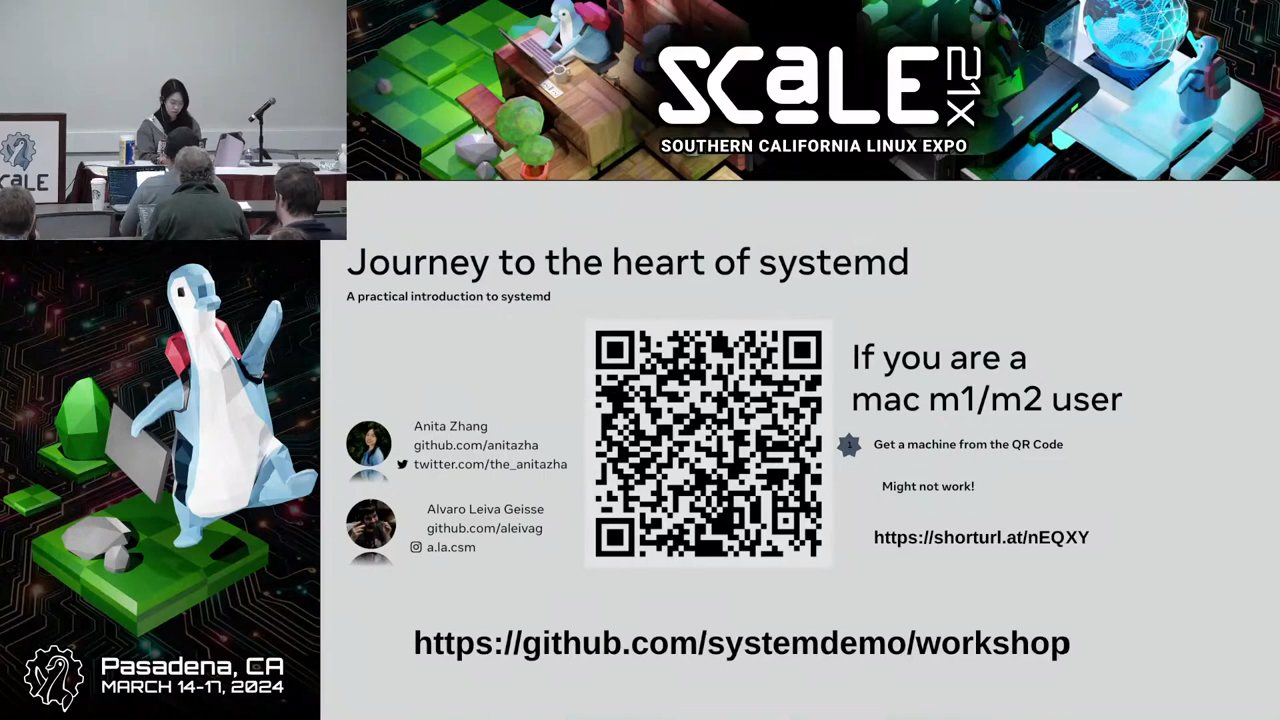 SCALE
SCALE 21X
SOUTHERN CALIFORNIA LINUX EXPO
Journey to the heart of systemd
A practical introduction to systemd
Anita Zhang
github.com/anitazha
twitter.com/the_anitazha
Alvaro Leiva Geisse
github.com/aleivag
a.la.csm
If you are a
mac m1/m2 user
1 Get a machine from the QR Code
Might not work!
https://shorturl.at/nEQXY
https://github.com/systemdemo/workshop
Pasadena, CA
MARCH 14-17, 2024